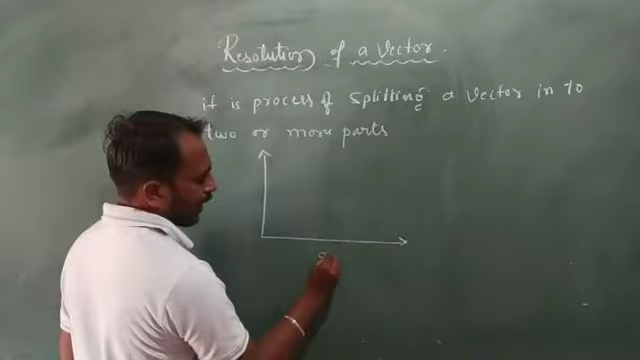 Resolution of a vector.
it is process of splitting a vector in to
two or more parts